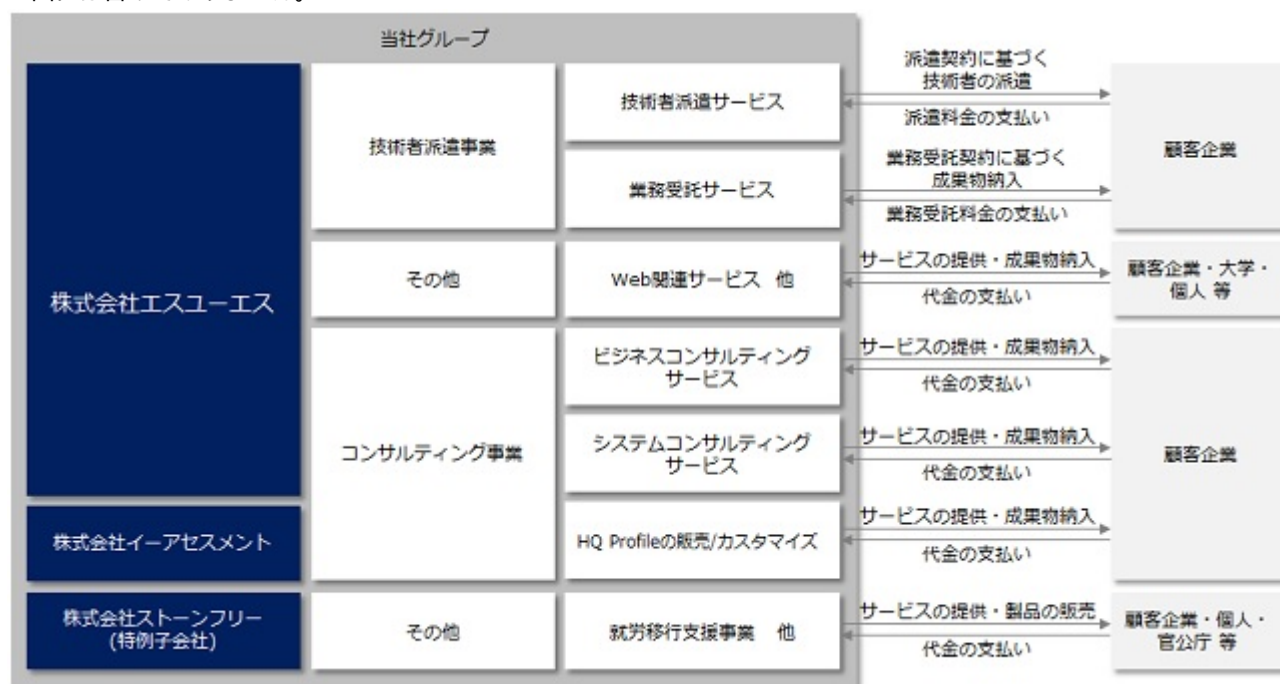 当社グループ
株式会社エスユーエス
技術者派遣事業
技術者派遣サービス
派遣契約に基づく
技術者の派遣
派遣料金の支払い
業務受託サービス
業務受託契約に基づく
成果物納入
業務受託料金の支払い
顧客企業
その他
Web関連サービス 他
サービスの提供・成果物納入
代金の支払い
顧客企業・大学・
個人 等
コンサルティング事業
ビジネスコンサルティング
サービス
サービスの提供・成果物納入
代金の支払い
システムコンサルティング
サービス
サービスの提供・成果物納入
代金の支払い
顧客企業
株式会社イーアセスメント
HQ Profileの販売/カスタマイズ
サービスの提供・成果物納入
代金の支払い
株式会社ストーンフリー
(特例子会社)
その他
就労移行支援事業 他
サービスの提供・製品の販売
代金の支払い
顧客企業・個人・
官公庁 等